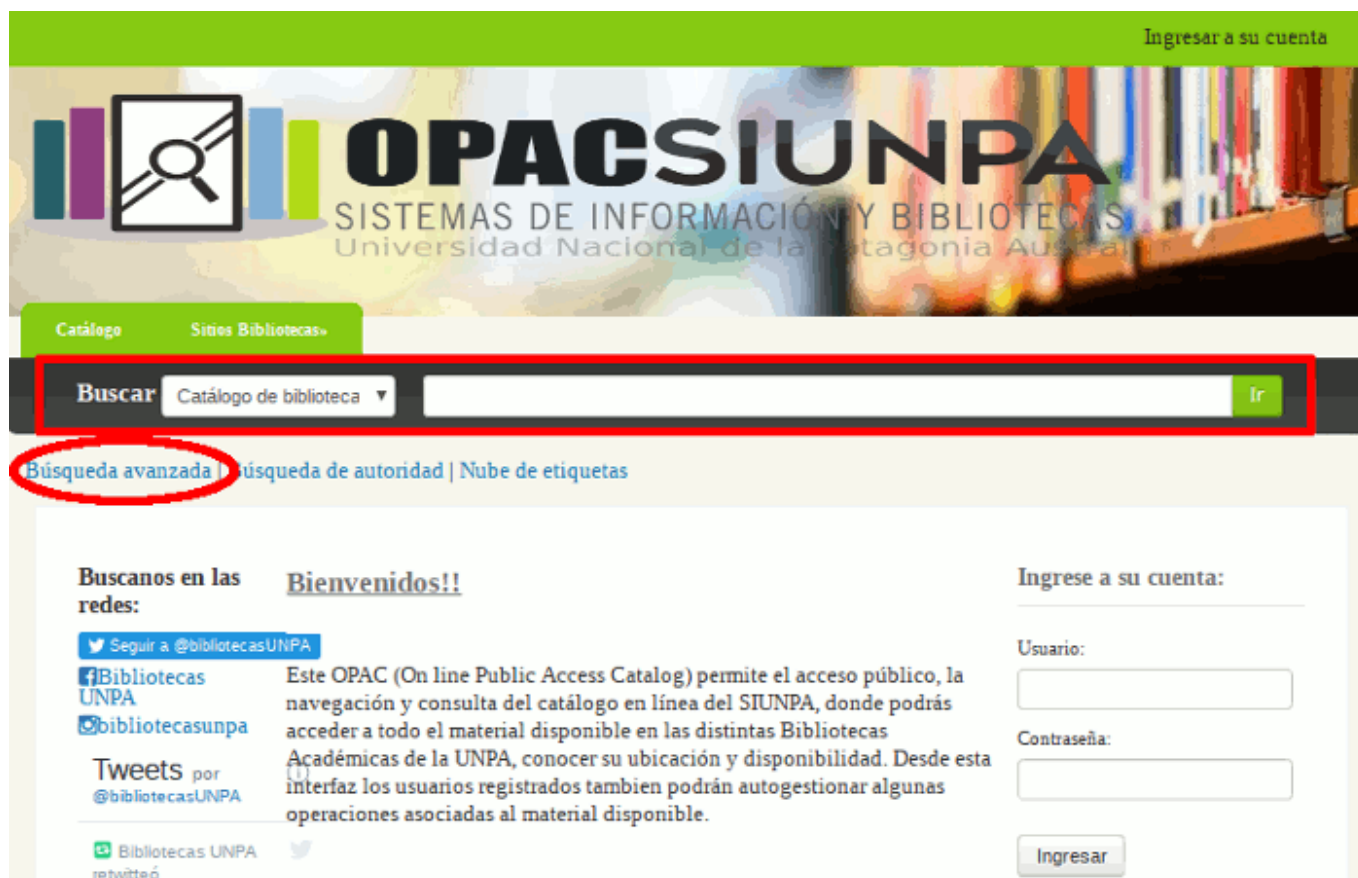 Ingresar a su cuenta
OPACSIUNPA
SISTEMAS DE INFORMACIÓN Y BIBLIOTECAS
Universidad Nacional de la Patagonia Austral
Catálogo Sitios Bibliotecas»
Buscar Catálogo de biblioteca ▼ Ir
Búsqueda avanzada | Búsqueda de autoridad | Nube de etiquetas
Buscanos en las
redes:
Seguir a @bibliotecasUNPA
Bibliotecas
UNPA
bibliotecasunpa
Tweets por
@bibliotecasUNPA
Bibliotecas UNPA
retwitteó
Bienvenidos!!
Este OPAC (On line Public Access Catalog) permite el acceso público, la
navegación y consulta del catálogo en línea del SIUNPA, donde podrás
acceder a todo el material disponible en las distintas Bibliotecas
Académicas de la UNPA, conocer su ubicación y disponibilidad. Desde esta
interfaz los usuarios registrados tambien podrán autogestionar algunas
operaciones asociadas al material disponible.
Ingrese a su cuenta:
Usuario:
Contraseña:
Ingresar